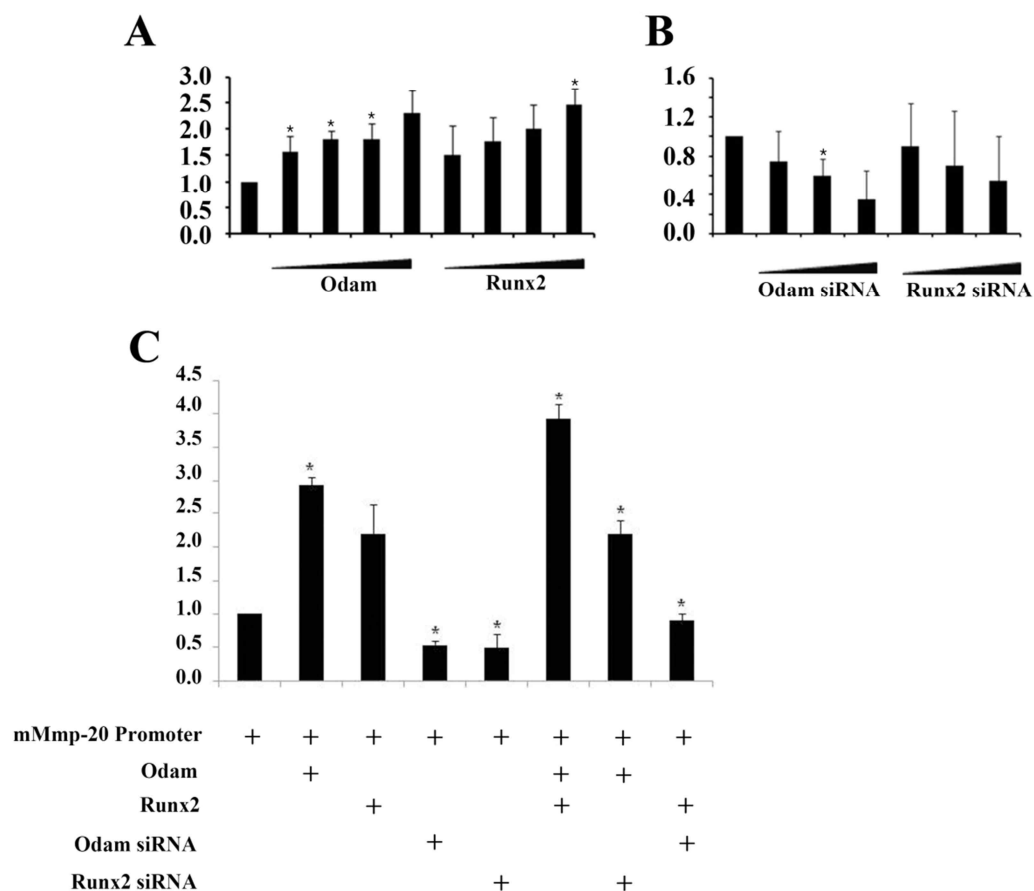 A
3.0
2.5
2.0
1.5
1.0
0.5
0.0
* * * *
Odam Runx2
B
1.6
1.2
0.8
0.4
0.0
*
Odam siRNA Runx2 siRNA
C
4.5
4.0
3.5
3.0
2.5
2.0
1.5
1.0
0.5
0.0
* * * * * *
mMmp-20 Promoter + + + + + + + +
Odam + + +
Runx2 + + +
Odam siRNA + +
Runx2 siRNA + +